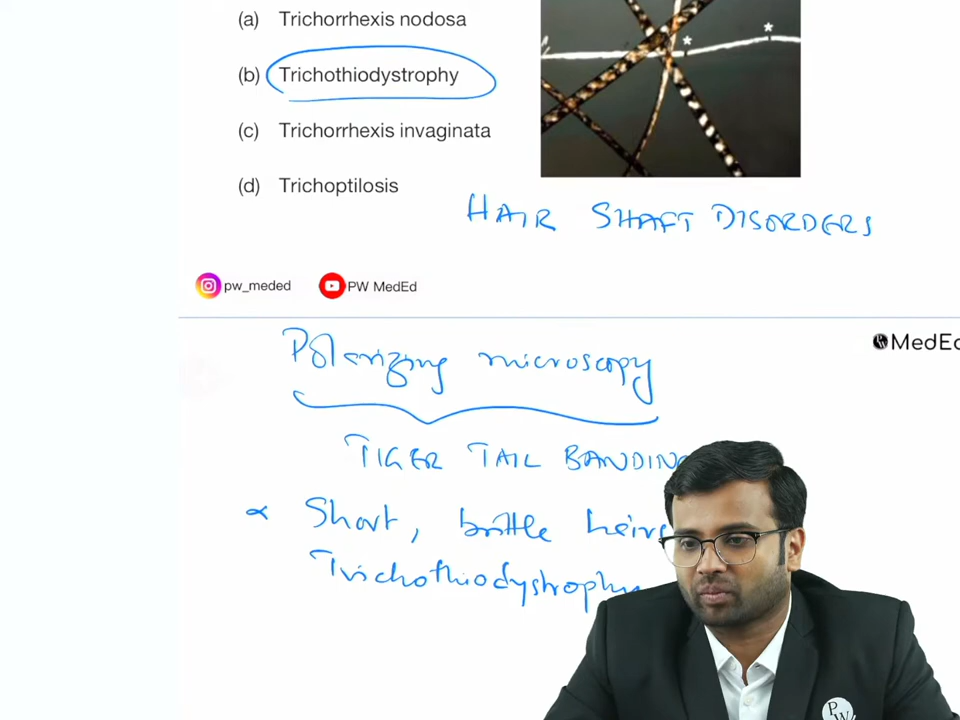 (a) Trichorrhexis nodosa
(b) Trichothiodystrophy
(c) Trichorrhexis invaginata
(d) Trichoptilosis
* *
HAIR SHAFT DISORDERS
pw_meded PW MedEd
MedEd
Polarizing microscopy
TIGER TAIL BANDING
Short, brittle hairs
Trichothiodystrophy
PW